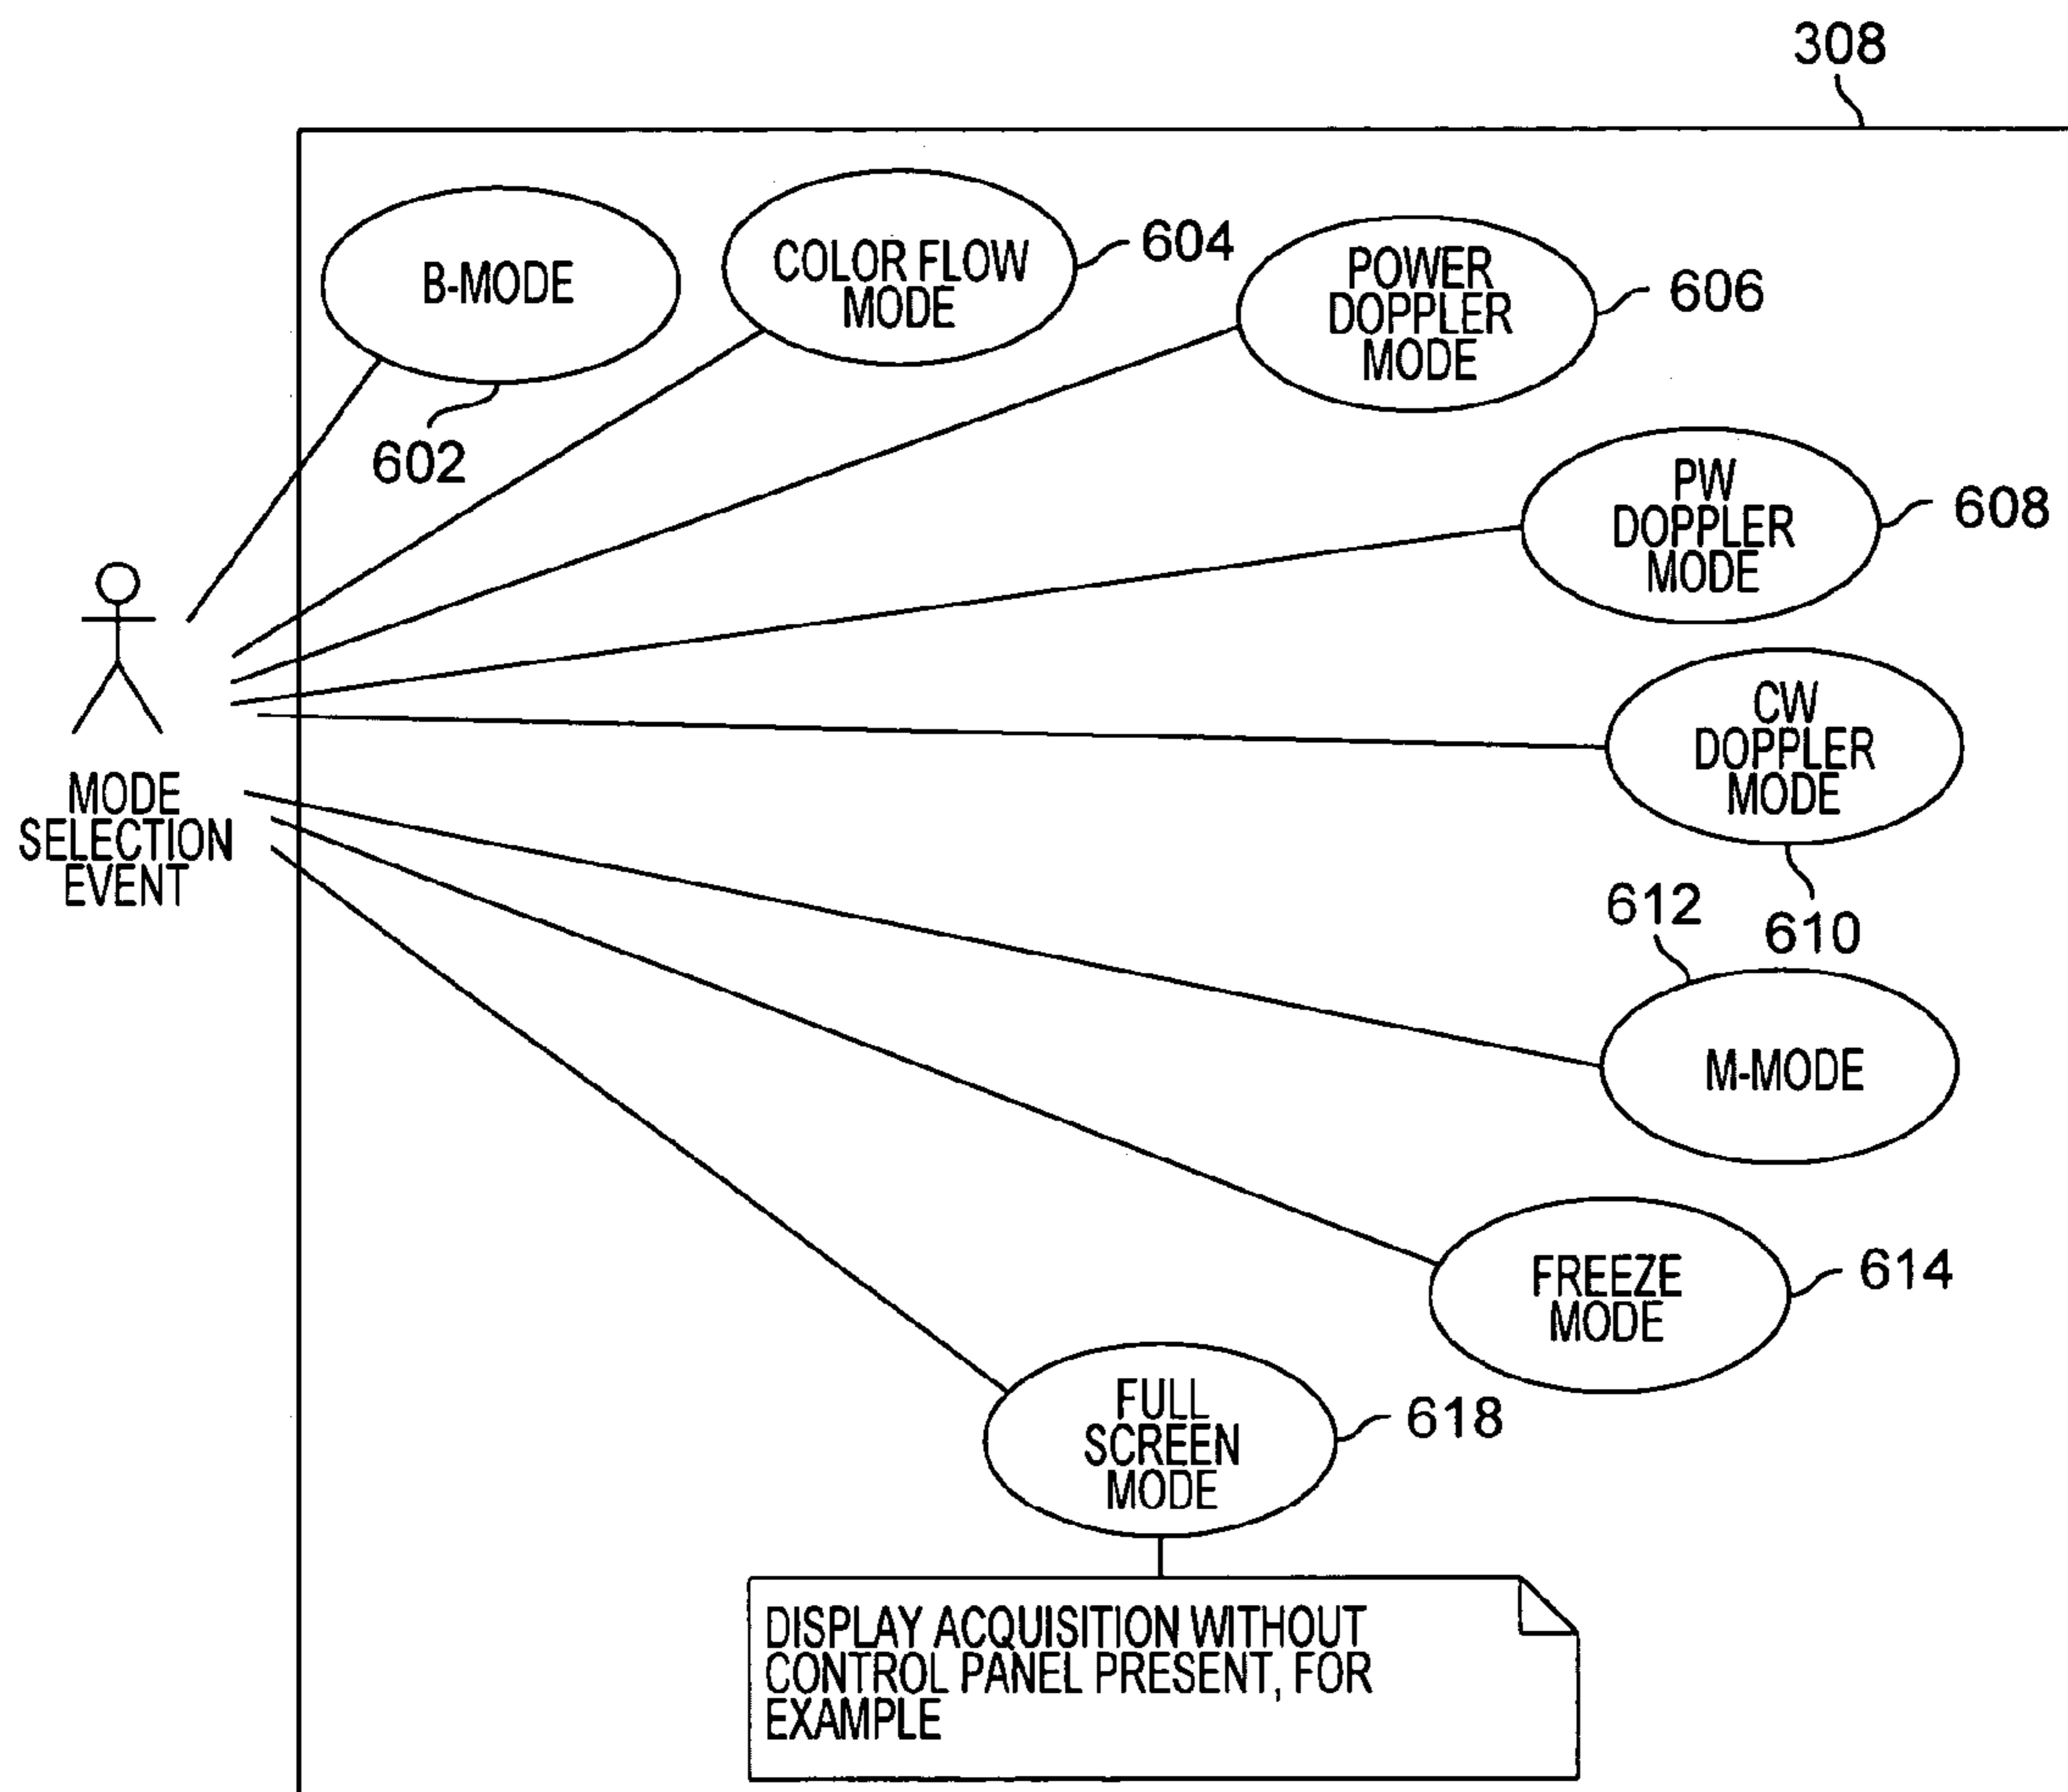 308
B-MODE
602
COLOR FLOW
MODE
604
POWER
DOPPLER
MODE
606
PW
DOPPLER
MODE
608
CW
DOPPLER
MODE
610
MODE
SELECTION
EVENT
612
M-MODE
FREEZE
MODE
614
FULL
SCREEN
MODE
618
DISPLAY ACQUISITION WITHOUT
CONTROL PANEL PRESENT, FOR
EXAMPLE